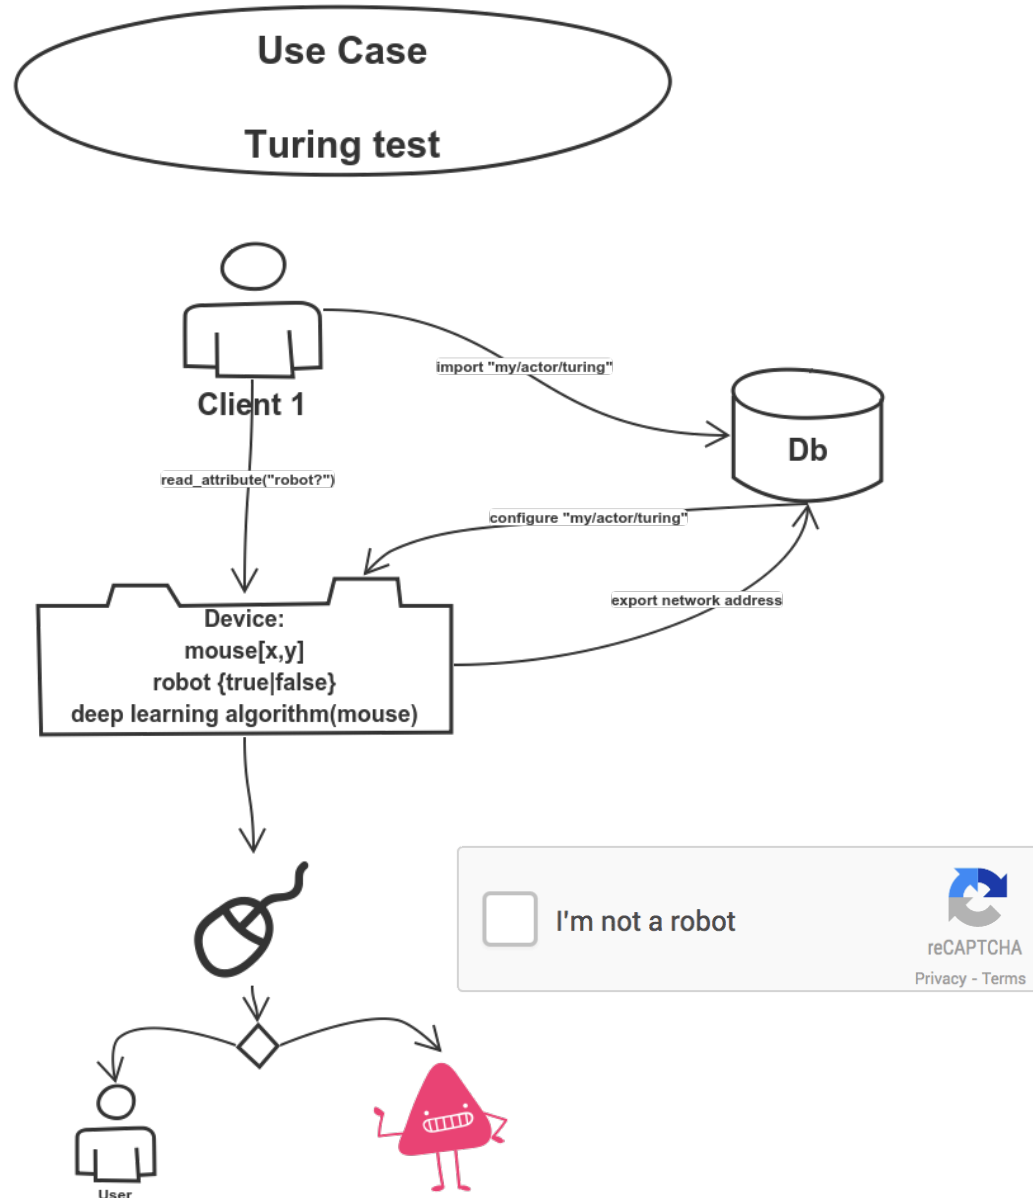 Use Case
Turing test
Client 1
import "my/actor/turing"
Db
read_attribute("robot?")
configure "my/actor/turing"
export network address
Device:
mouse[x,y]
robot {true|false}
deep learning algorithm(mouse)
I'm not a robot
reCAPTCHA
Privacy - Terms
User